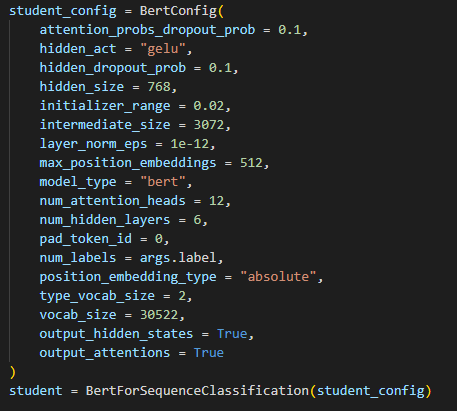 student_config = BertConfig(
    attention_probs_dropout_prob = 0.1,
    hidden_act = "gelu",
    hidden_dropout_prob = 0.1,
    hidden_size = 768,
    initializer_range = 0.02,
    intermediate_size = 3072,
    layer_norm_eps = 1e-12,
    max_position_embeddings = 512,
    model_type = "bert",
    num_attention_heads = 12,
    num_hidden_layers = 6,
    pad_token_id = 0,
    num_labels = args.label,
    position_embedding_type = "absolute",
    type_vocab_size = 2,
    vocab_size = 30522,
    output_hidden_states = True,
    output_attentions = True
)
student = BertForSequenceClassification(student_config)